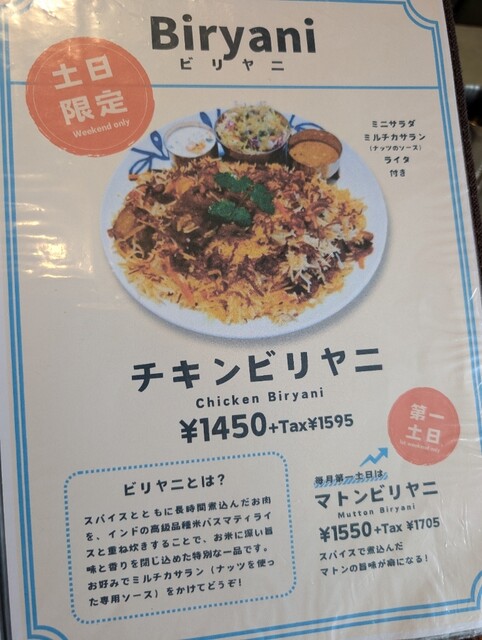 Biryani
ビリヤニ
土日
限定
Weekend only
ミニサラダ
ミルチカサラン
(ナッツのソース)
ライタ
付き
チキンビリヤニ
Chicken Biryani
¥1450+Tax¥1595
ビリヤニとは?
スパイスとともに長時間煮込んだお肉
を、インドの高級品種米バスマティライ
スと重ね炊きすることで、お米に深い旨
味と香りを閉じ込めた特別な一品です。
お好みでミルチカサラン(ナッツを使っ
た専用ソース)をかけてどうぞ!
第一
土日
1st weekend only
毎月第一土日は
マトンビリヤニ
Mutton Biryani
¥1550+Tax ¥1705
スパイスで煮込んだ
マトンの旨味が癖になる!